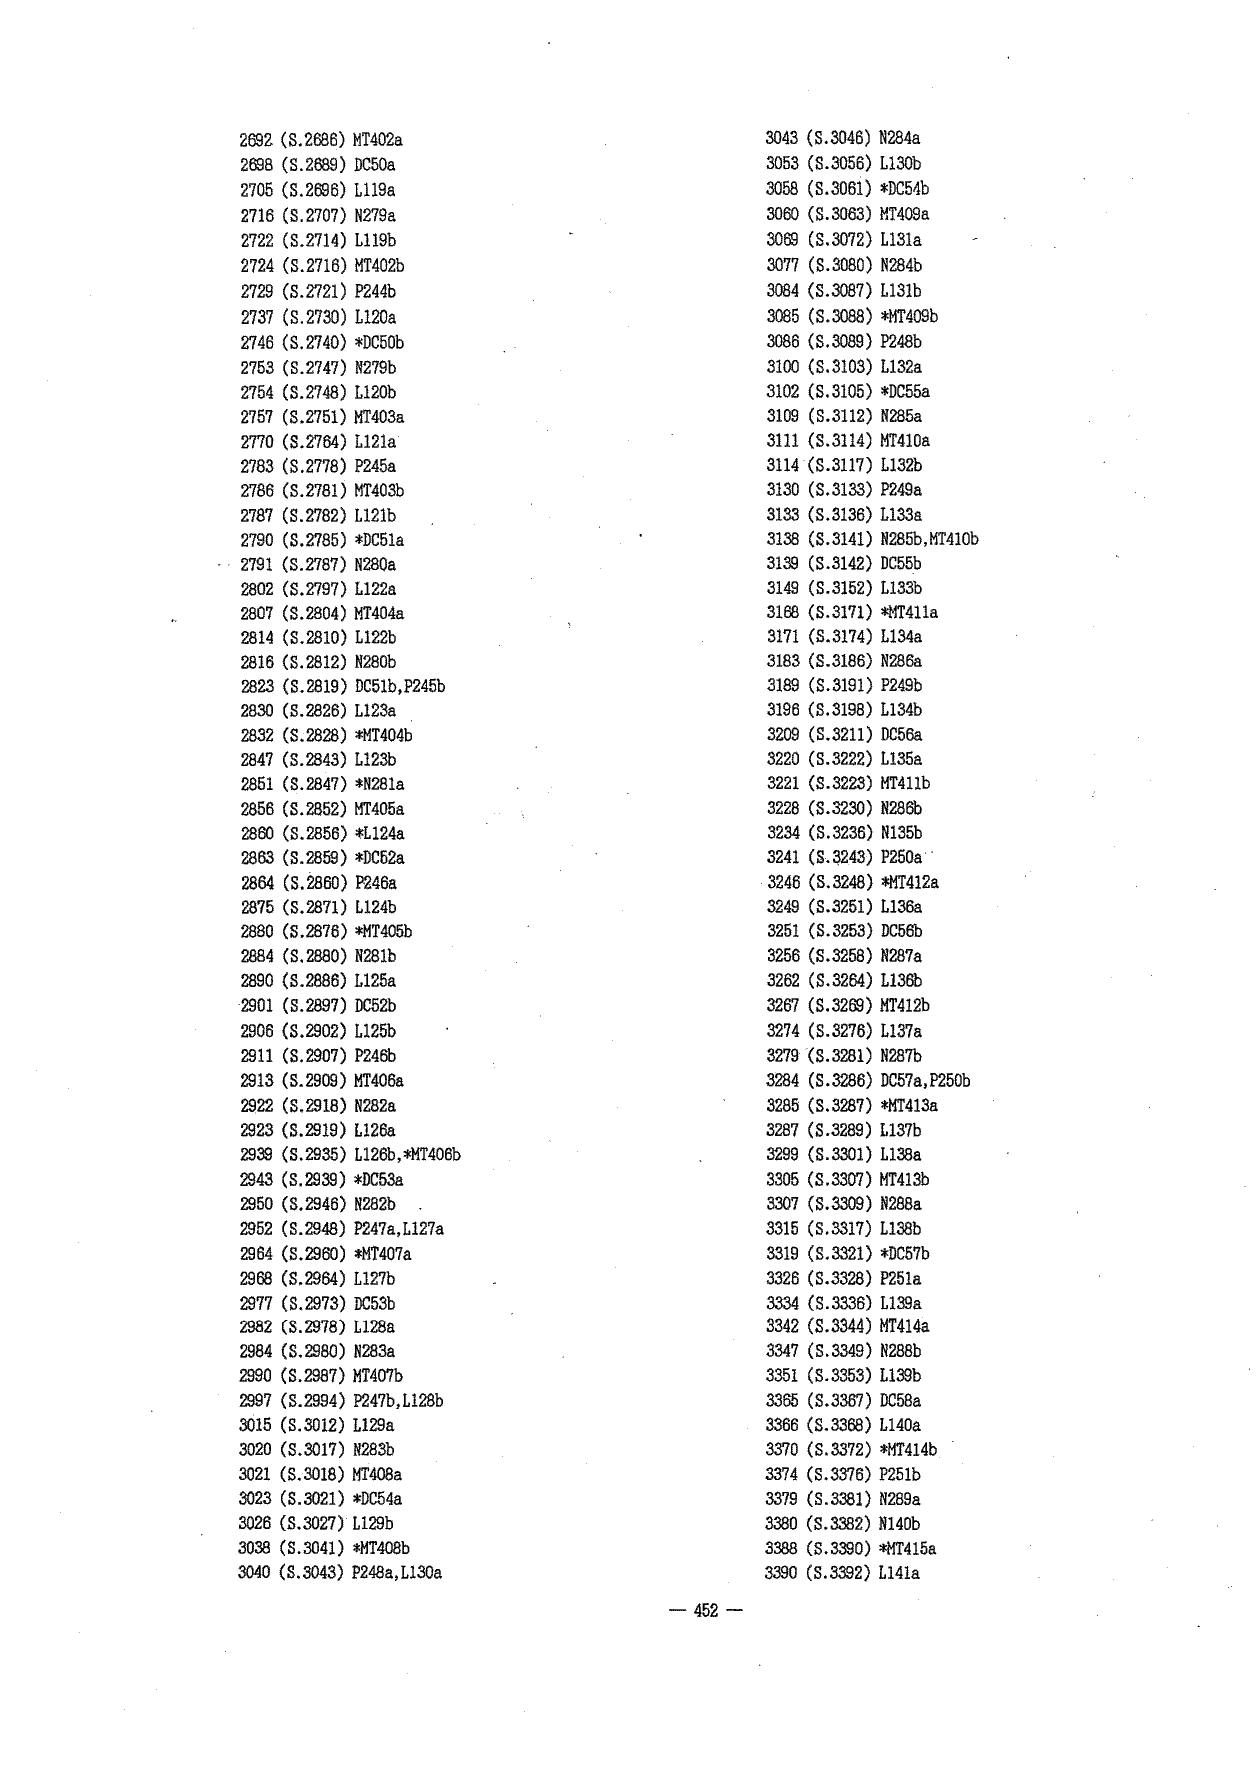 2692 (S.2686) MT402a
2698 (S.2689) DC50a
2705 (S.2696) L119a
2716 (S.2707) N279a
2722 (S.2714) L119b
2724 (S.2716) MT402b
2729 (S.2721) P244b
2737 (S.2730) L120a
2746 (S.2740) *DC50b
2753 (S.2747) N279b
2754 (S.2748) L120b
2757 (S.2751) MT403a
2770 (S.2764) L121a
2783 (S.2778) P245a
2786 (S.2781) MT403b
2787 (S.2782) L121b
2790 (S.2785) *DC51a
2791 (S.2787) N280a
2802 (S.2797) L122a
2807 (S.2804) MT404a
2814 (S.2810) L122b
2816 (S.2812) N280b
2823 (S.2819) DC51b,P245b
2830 (S.2826) L123a
2832 (S.2828) *MT404b
2847 (S.2843) L123b
2851 (S.2847) *N281a
2856 (S.2852) MT405a
2860 (S.2856) *L124a
2863 (S.2859) *DC52a
2864 (S.2860) P246a
2875 (S.2871) L124b
2880 (S.2876) *MT405b
2884 (S.2880) N281b
2890 (S.2886) L125a
2901 (S.2897) DC52b
2906 (S.2902) L125b
2911 (S.2907) P246b
2913 (S.2909) MT406a
2922 (S.2918) N282a
2923 (S.2919) L126a
2939 (S.2935) L126b,*MT406b
2943 (S.2939) *DC53a
2950 (S.2946) N282b
2952 (S.2948) P247a,L127a
2964 (S.2960) *MT407a
2968 (S.2964) L127b
2977 (S.2973) DC53b
2982 (S.2978) L128a
2984 (S.2980) N283a
2990 (S.2987) MT407b
2997 (S.2994) P247b,L128b
3015 (S.3012) L129a
3020 (S.3017) N283b
3021 (S.3018) MT408a
3023 (S.3021) *DC54a
3026 (S.3027) L129b
3038 (S.3041) *MT408b
3040 (S.3043) P248a,L130a
3043 (S.3046) N284a
3053 (S.3056) L130b
3058 (S.3061) *DC54b
3060 (S.3063) MT409a
3069 (S.3072) L131a
3077 (S.3080) N284b
3084 (S.3087) L131b
3085 (S.3088) *MT409b
3086 (S.3089) P248b
3100 (S.3103) L132a
3102 (S.3105) *DC55a
3109 (S.3112) N285a
3111 (S.3114) MT410a
3114 (S.3117) L132b
3130 (S.3133) P249a
3133 (S.3136) L133a
3138 (S.3141) N285b,MT410b
3139 (S.3142) DC55b
3149 (S.3152) L133b
3168 (S.3171) *MT411a
3171 (S.3174) L134a
3183 (S.3186) N286a
3189 (S.3191) P249b
3196 (S.3198) L134b
3209 (S.3211) DC56a
3220 (S.3222) L135a
3221 (S.3223) MT411b
3228 (S.3230) N286b
3234 (S.3236) N135b
3241 (S.3243) P250a
3246 (S.3248) *MT412a
3249 (S.3251) L136a
3251 (S.3253) DC56b
3256 (S.3258) N287a
3262 (S.3264) L136b
3267 (S.3269) MT412b
3274 (S.3276) L137a
3279 (S.3281) N287b
3284 (S.3286) DC57a,P250b
3285 (S.3287) *MT413a
3287 (S.3289) L137b
3299 (S.3301) L138a
3305 (S.3307) MT413b
3307 (S.3309) N288a
3315 (S.3317) L138b
3319 (S.3321) *DC57b
3326 (S.3328) P251a
3334 (S.3336) L139a
3342 (S.3344) MT414a
3347 (S.3349) N288b
3351 (S.3353) L139b
3365 (S.3367) DC58a
3366 (S.3368) L140a
3370 (S.3372) *MT414b
3374 (S.3376) P251b
3379 (S.3381) N289a
3380 (S.3382) N140b
3388 (S.3390) *MT415a
3390 (S.3392) L141a
— 452 —